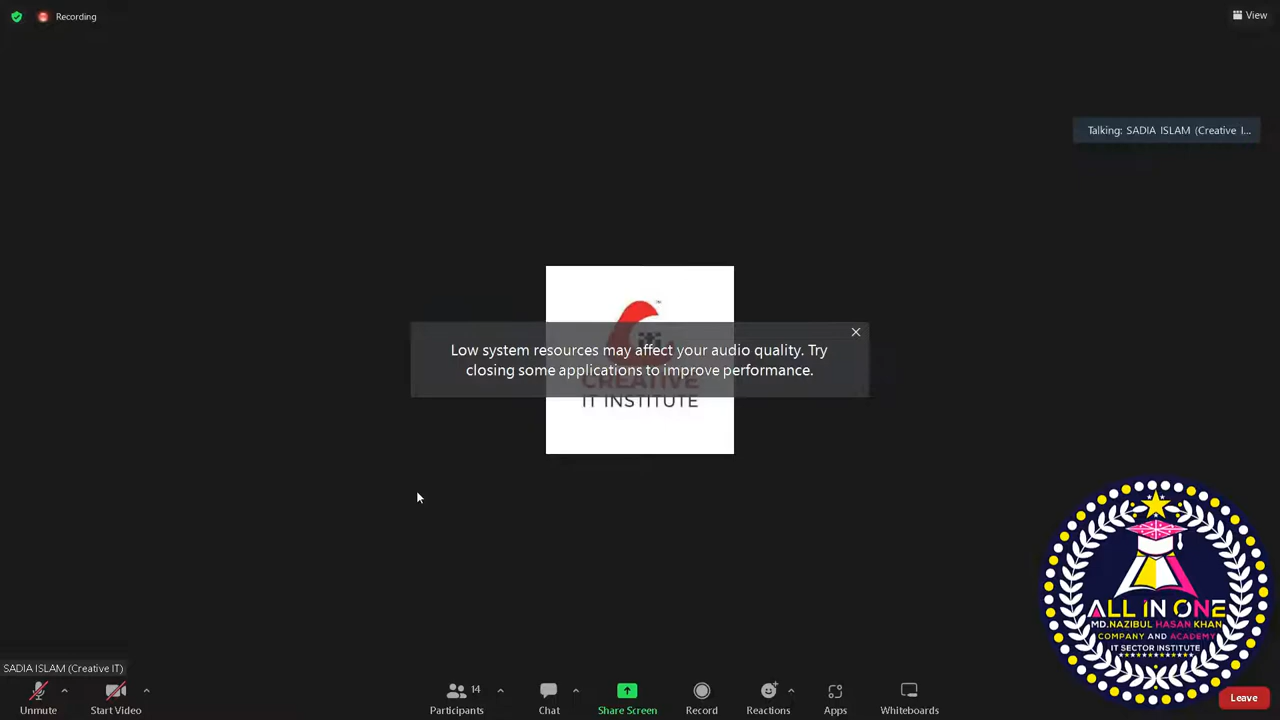 Recording
View
Talking: SADIA ISLAM (Creative I...
Low system resources may affect your audio quality. Try
closing some applications to improve performance.
CREATIVE
IT INSTITUTE
ALL IN ONE
MD.NAZIBUL HASAN KHAN
COMPANY AND ACADEMY
IT SECTOR INSTITUTE
SADIA ISLAM (Creative IT)
Unmute
Start Video
Participants
14
Chat
Share Screen
Record
Reactions
Apps
Whiteboards
Leave